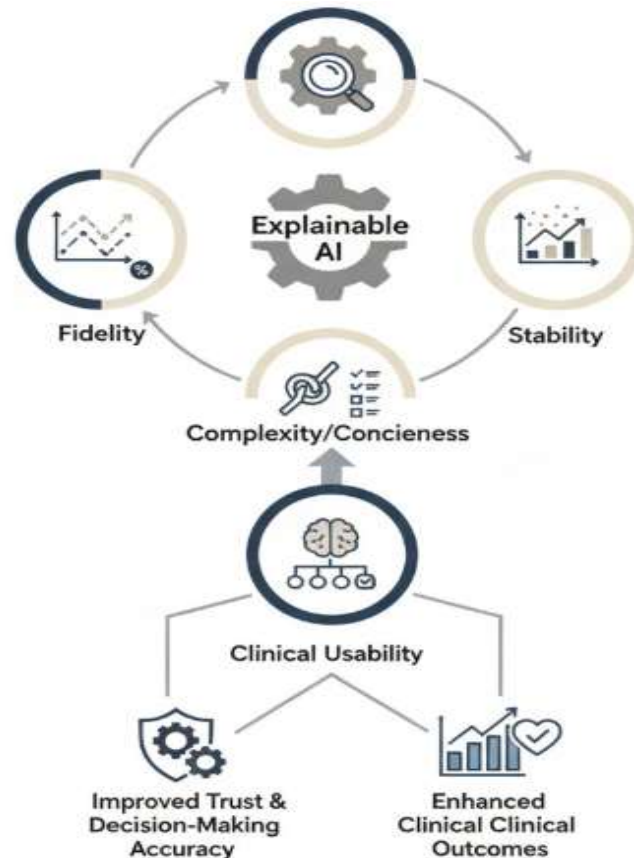 Explainable
AI
Fidelity
%
Stability
Complexity/Concieness
Clinical Usability
Improved Trust &
Decision-Making
Accuracy
Enhanced
Clinical Clinical
Outcomes